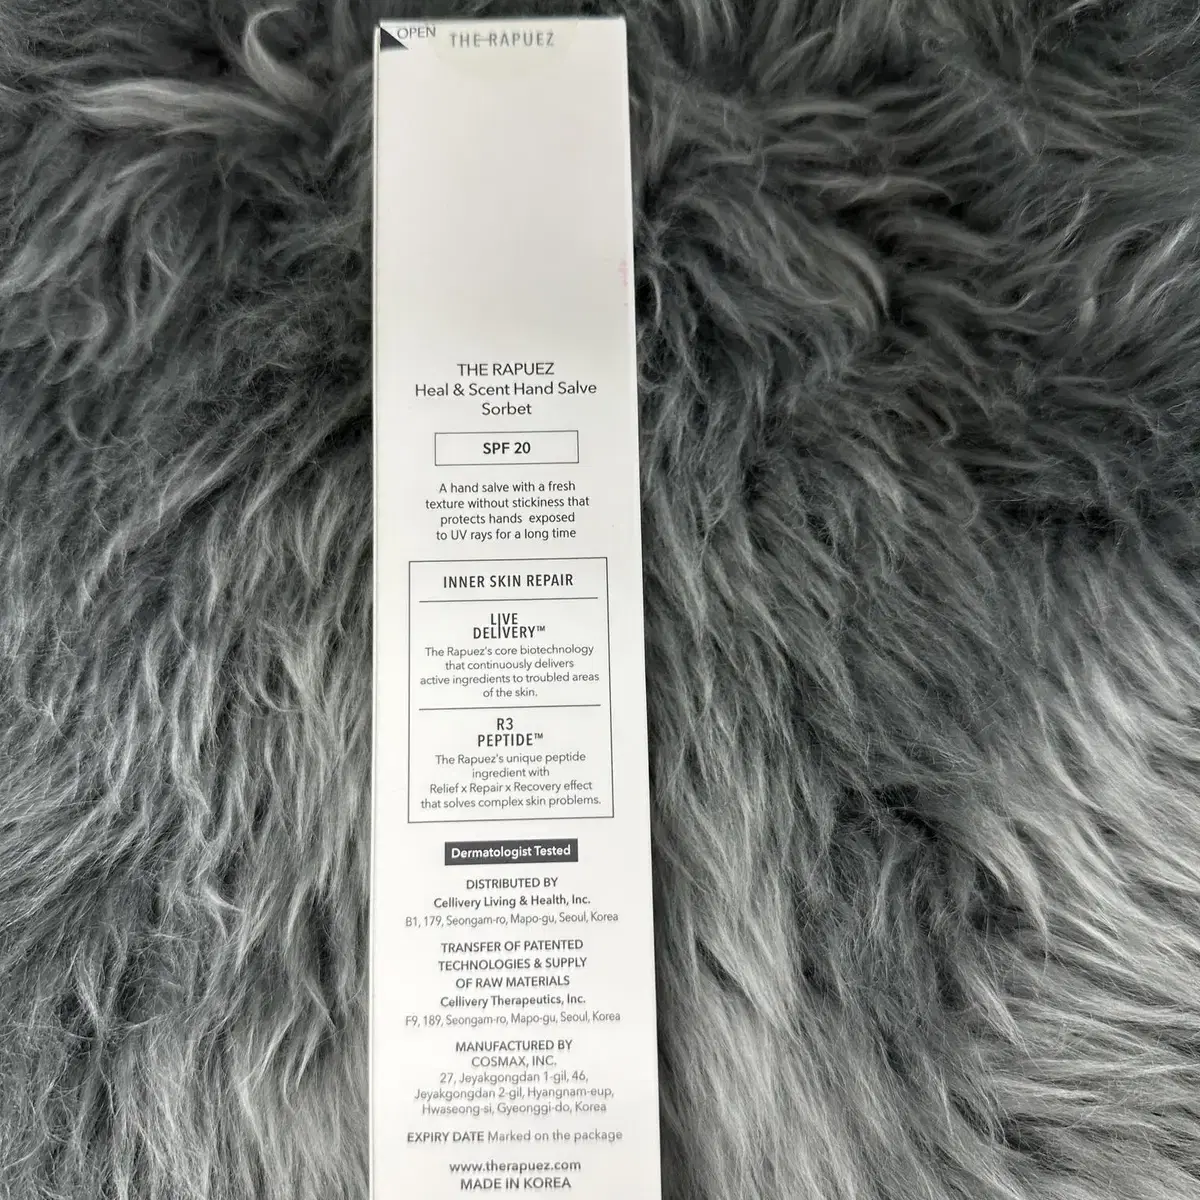 OPEN
THE RAPUEZ
THE RAPUEZ
Heal & Scent Hand Salve
Sorbet
SPF 20
A hand salve with a fresh
texture without stickiness that
protects hands exposed
to UV rays for a long time
INNER SKIN REPAIR
LIVE
DELIVERY™
The Rapuez's core biotechnology
that continuously delivers
active ingredients to troubled areas
of the skin.
R3
PEPTIDE™
The Rapuez's unique peptide
ingredient with
Relief x Repair x Recovery effect
that solves complex skin problems.
Dermatologist Tested
DISTRIBUTED BY
Cellivery Living & Health, Inc.
B1, 179, Seongam-ro, Mapo-gu, Seoul, Korea
TRANSFER OF PATENTED
TECHNOLOGIES & SUPPLY
OF RAW MATERIALS
Cellivery Therapeutics, Inc.
F9, 189, Seongam-ro, Mapo-gu, Seoul, Korea
MANUFACTURED BY
COSMAX, INC.
27, Jeyakgongdan 1-gil, 46,
Jeyakgongdan 2-gil, Hyangnam-eup,
Hwaseong-si, Gyeonggi-do, Korea
EXPIRY DATE Marked on the package
www.therapuez.com
MADE IN KOREA